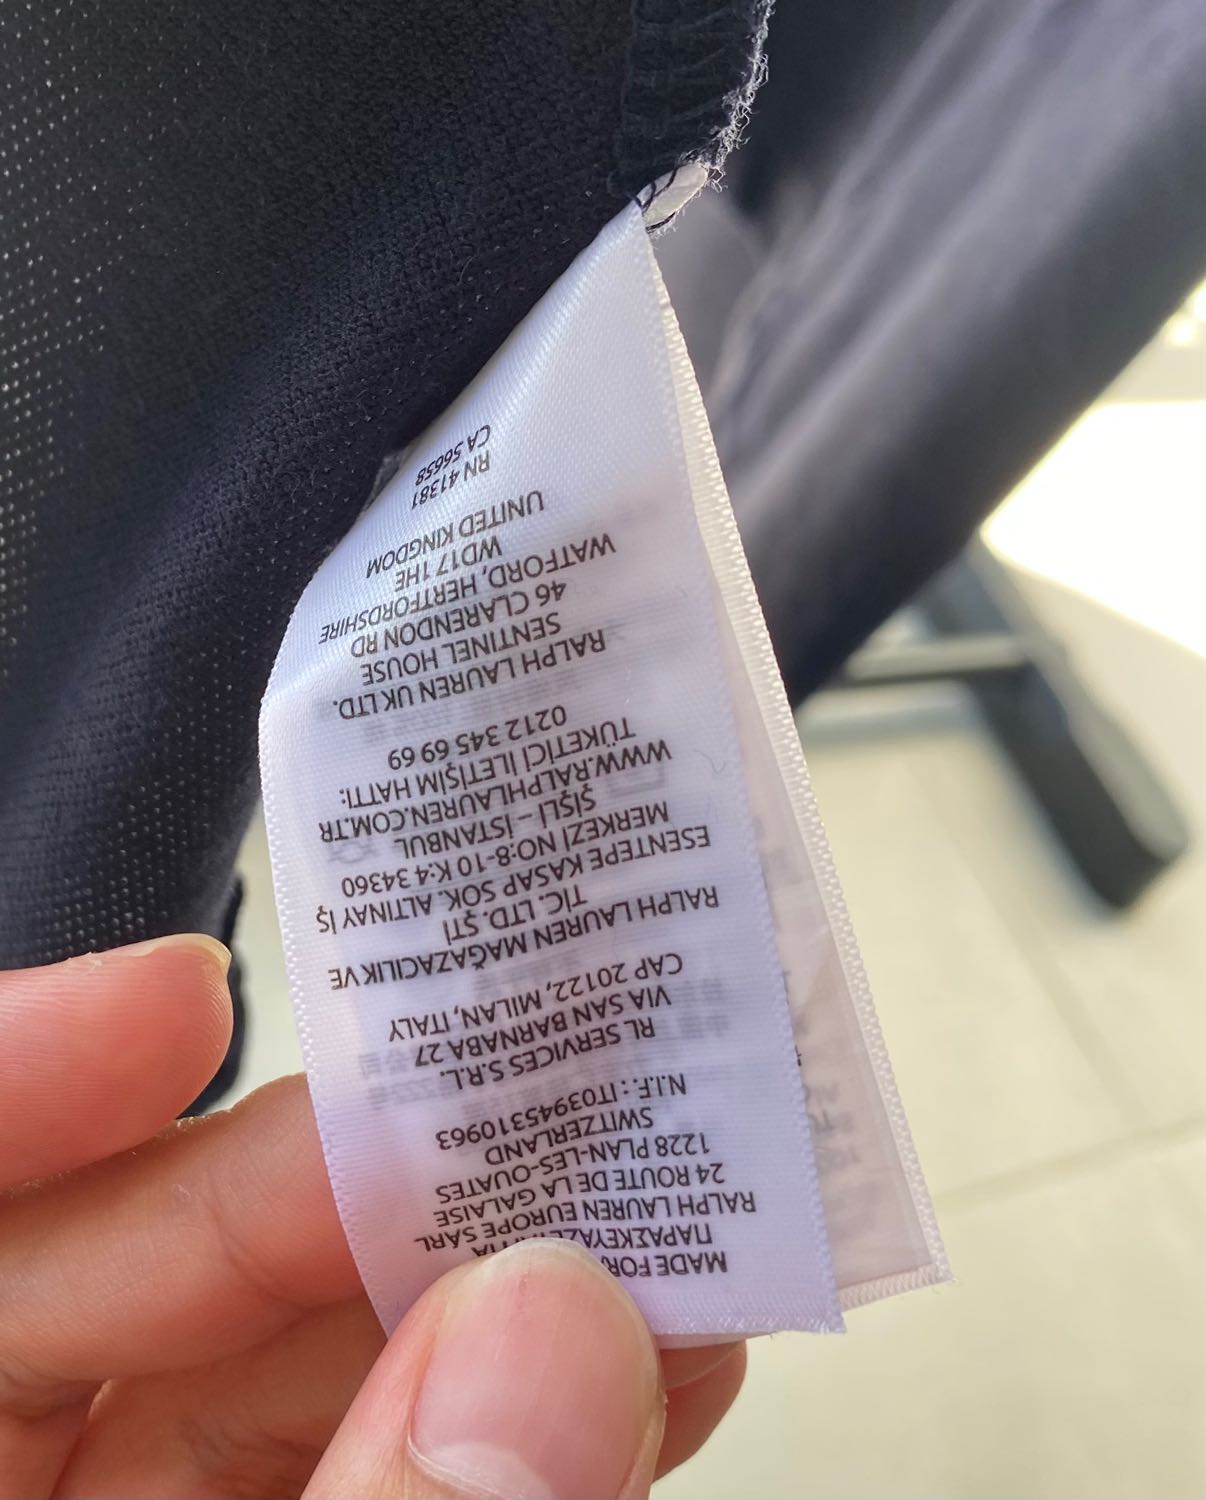 MADE FOR
RALPH LAUREN EUROPE SARL
24 ROUTE DE LA GALAISE
1228 PLAN-LES-OUATES
SWITZERLAND
N.I.F.: IT03945310963
RL SERVICES S.R.L.
VIA SAN BARNABA 27
CAP 20122, MILAN, ITALY
RALPH LAUREN MAĞAZACILIK VE
TİC. LTD. ŞTİ
ESENTEPE KASAP SOK. ALTINAY İŞ
MERKEZİ NO:8-10 K:4 34360
ŞİŞLİ – İSTANBUL
WWW.RALPHLAUREN.COM.TR
TÜKETİCİ İLETİŞİM HATTI:
0212 345 69 69
RALPH LAUREN UK LTD.
SENTINEL HOUSE
46 CLARENDON RD
WATFORD, HERTFORDSHIRE
WD17 1HE
UNITED KINGDOM
RN 41381
CA 56658